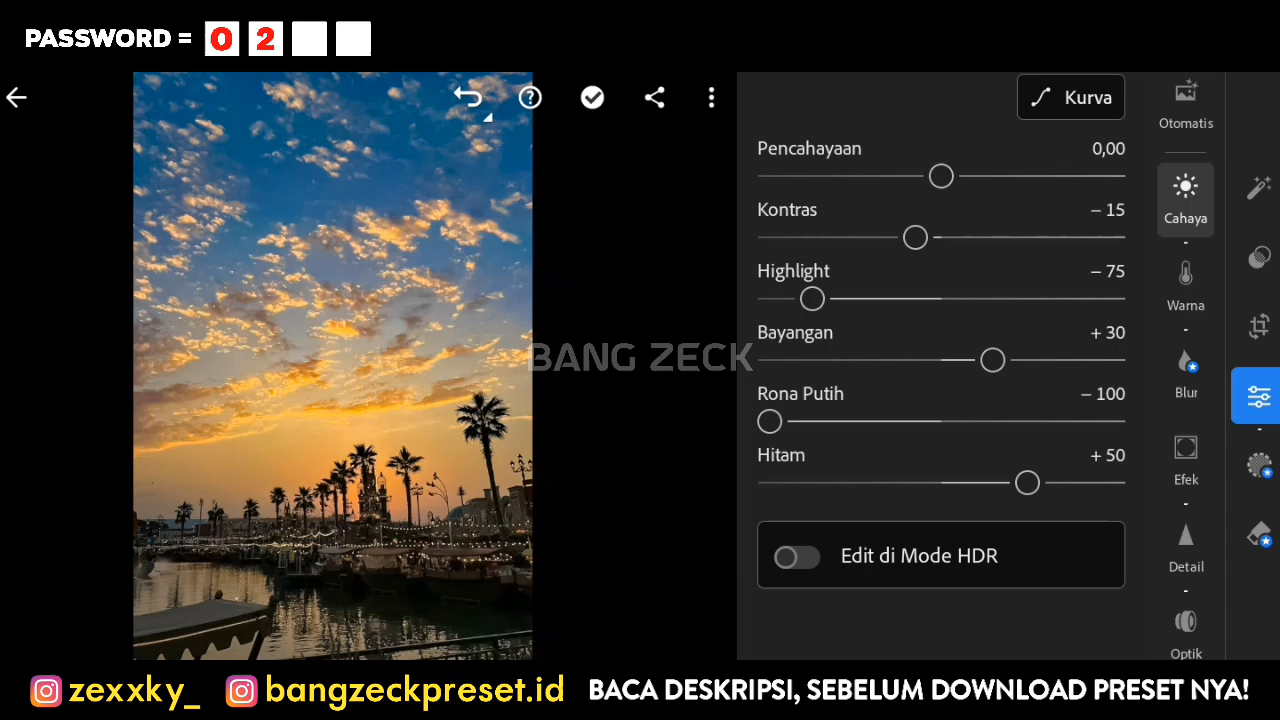 PASSWORD = 0 2
Kurva
Otomatis
Pencahayaan 0,00
Kontras – 15
Cahaya
Highlight – 75
Warna
Bayangan + 30
BANG ZECK
Blur
Rona Putih – 100
Hitam + 50
Efek
Edit di Mode HDR
Detail
Optik
zexxky_ bangzeckpreset.id BACA DESKRIPSI, SEBELUM DOWNLOAD PRESET NYA!